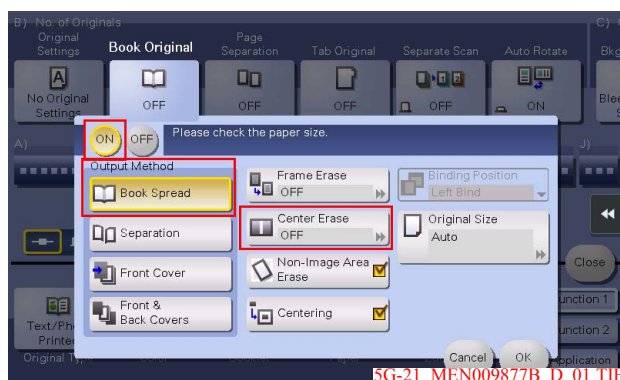 B) No. of Originals
C)
Original
Settings
Book Original
Page
Separation
Tab Original
Separate Scan
Auto Rotate
Bkg
No Original
Settings
OFF
OFF
OFF
OFF
ON
Blee
A)
ON
OFF
Please check the paper size.
J)
Output Method
Book Spread
Separation
Front Cover
Front &
Back Covers
Frame Erase
OFF
Center Erase
OFF
Non-Image Area
Erase
Centering
Binding Position
Left Bind
Original Size
Auto
Close
unction 1
unction 2
Text/Ph
Printe
Original Type
Cancel
OK
pplication
5G-21_MEN009877B_D_01.TIF